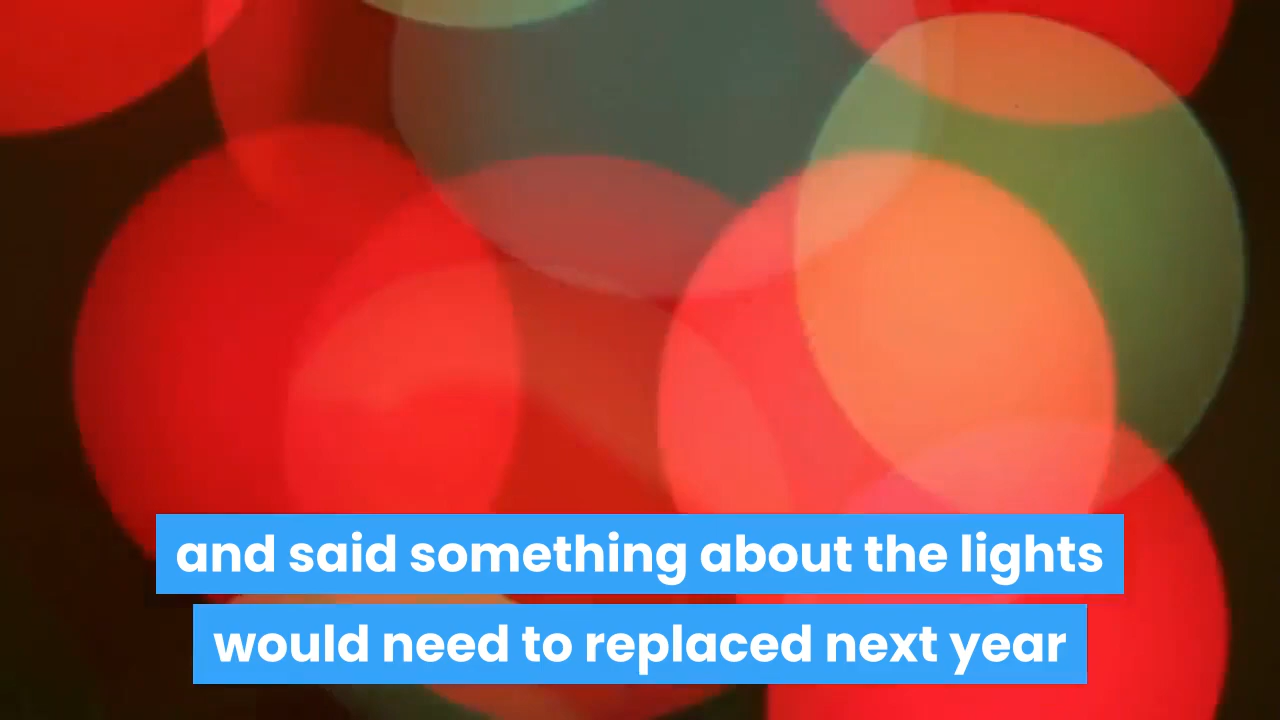 and said something about the lights
would need to replaced next year